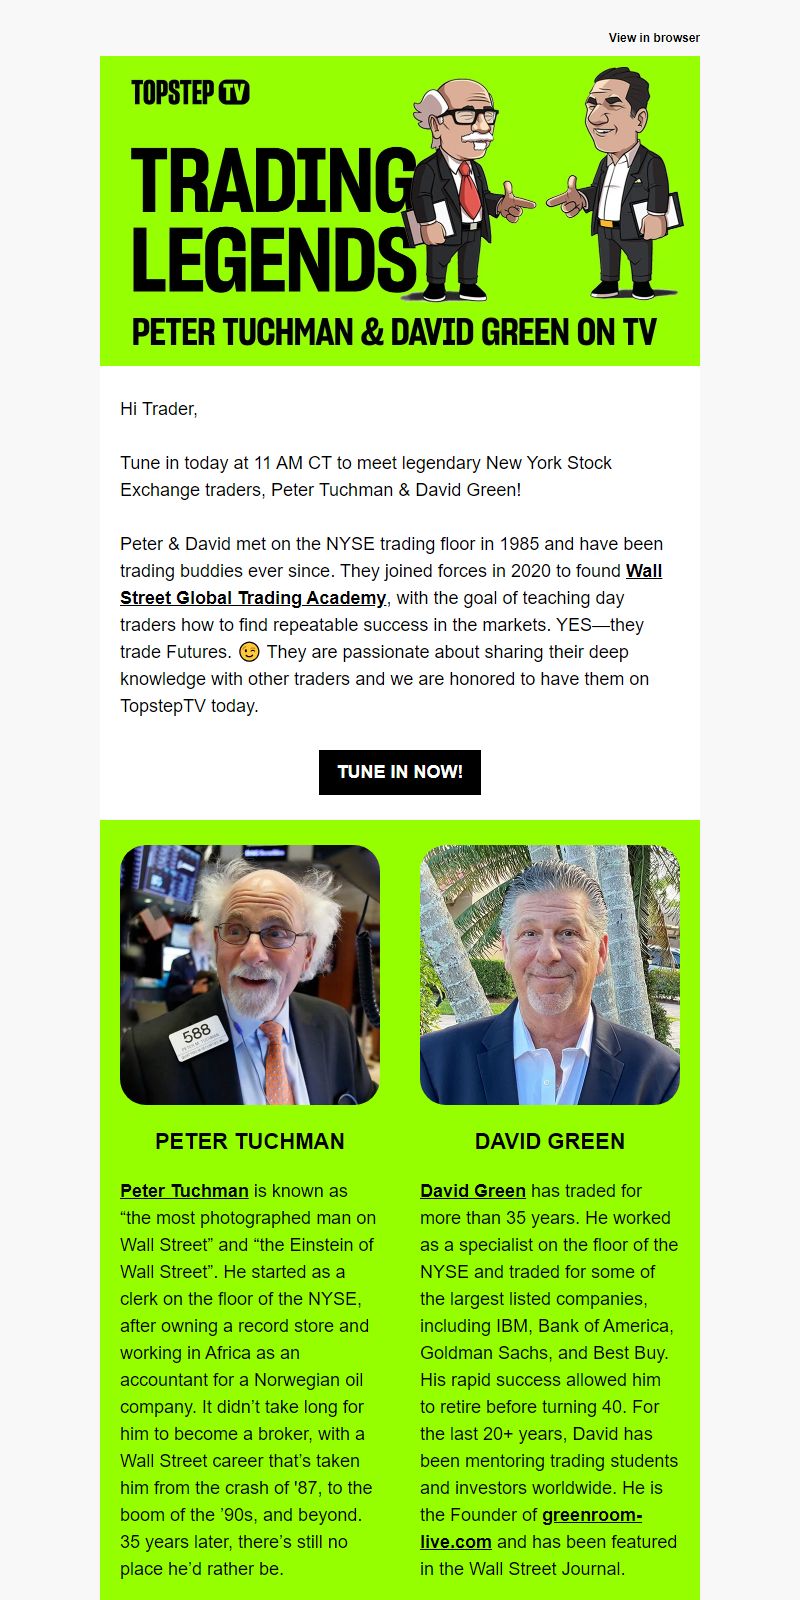 View in browser
TOPSTEP TV
TRADING
LEGENDS
PETER TUCHMAN & DAVID GREEN ON TV
Hi Trader,
Tune in today at 11 AM CT to meet legendary New York Stock
Exchange traders, Peter Tuchman & David Green!
Peter & David met on the NYSE trading floor in 1985 and have been
trading buddies ever since. They joined forces in 2020 to found Wall
Street Global Trading Academy, with the goal of teaching day
traders how to find repeatable success in the markets. YES—they
trade Futures. 😉 They are passionate about sharing their deep
knowledge with other traders and we are honored to have them on
TopstepTV today.
TUNE IN NOW!
588
PETER TUCHMAN
Peter Tuchman is known as
“the most photographed man on
Wall Street” and “the Einstein of
Wall Street”. He started as a
clerk on the floor of the NYSE,
after owning a record store and
working in Africa as an
accountant for a Norwegian oil
company. It didn’t take long for
him to become a broker, with a
Wall Street career that’s taken
him from the crash of '87, to the
boom of the ’90s, and beyond.
35 years later, there’s still no
place he’d rather be.
DAVID GREEN
David Green has traded for
more than 35 years. He worked
as a specialist on the floor of the
NYSE and traded for some of
the largest listed companies,
including IBM, Bank of America,
Goldman Sachs, and Best Buy.
His rapid success allowed him
to retire before turning 40. For
the last 20+ years, David has
been mentoring trading students
and investors worldwide. He is
the Founder of greenroom-
live.com and has been featured
in the Wall Street Journal.